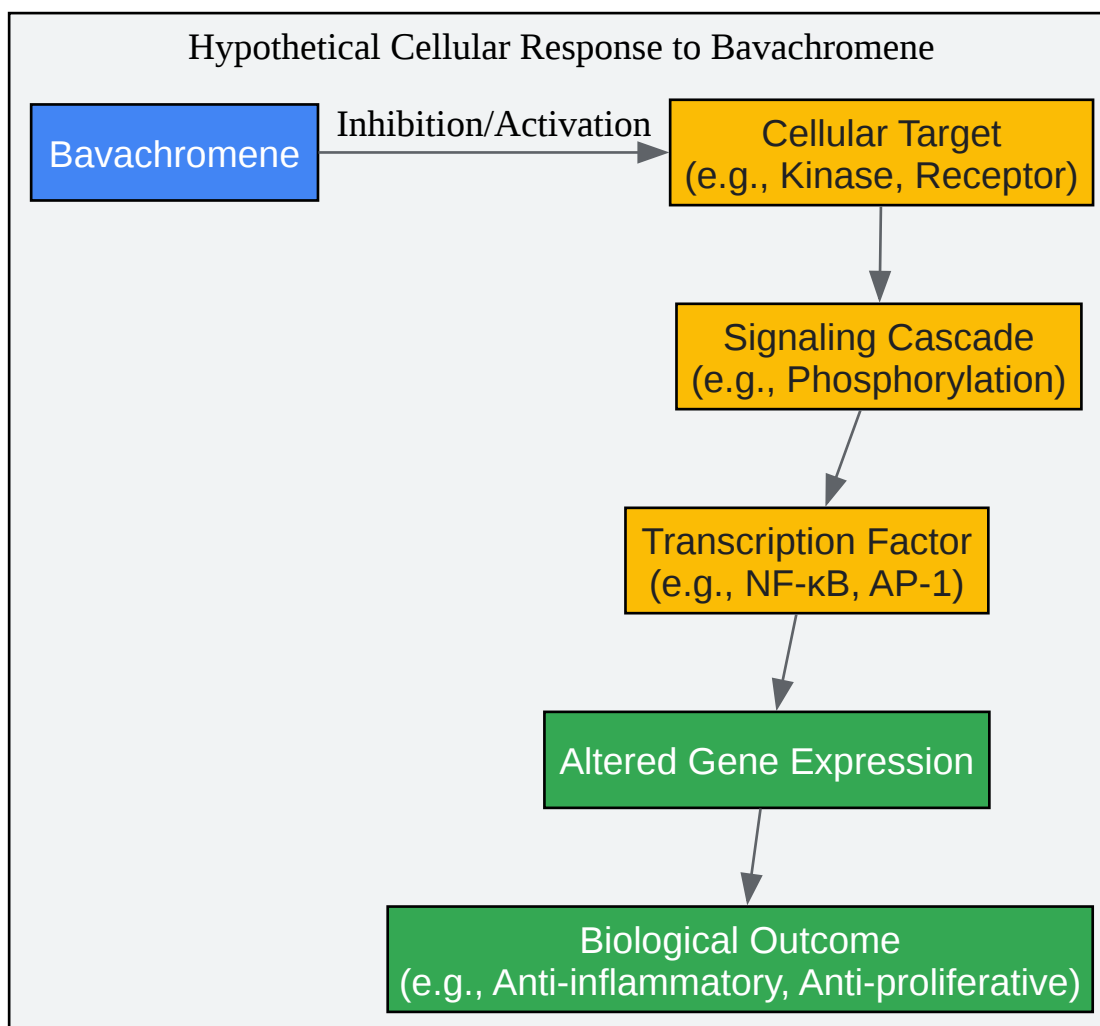 Hypothetical Cellular Response to Bavachromene
Bavachromene
Inhibition/Activation
Cellular Target
(e.g., Kinase, Receptor)
Signaling Cascade
(e.g., Phosphorylation)
Transcription Factor
(e.g., NF-κB, AP-1)
Altered Gene Expression
Biological Outcome
(e.g., Anti-inflammatory, Anti-proliferative)